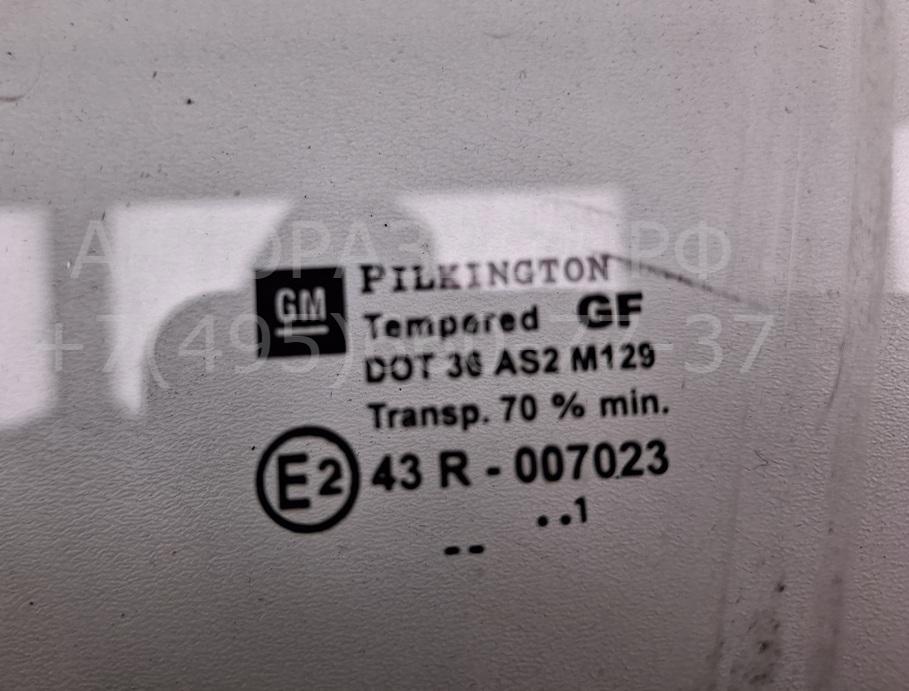 PILKINGTON
GM
Tempered GF
DOT 36 AS2 M129
Transp. 70 % min.
E2 43 R - 007023
..1
--